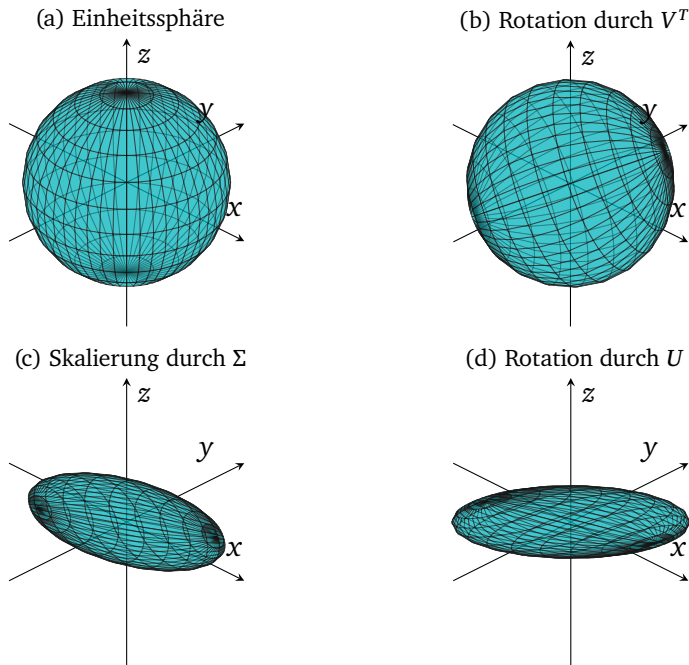 (a) Einheitssphäre
z
y
x
(b) Rotation durch V^T
z
y
x
(c) Skalierung durch Σ
z
y
x
(d) Rotation durch U
z
y
x